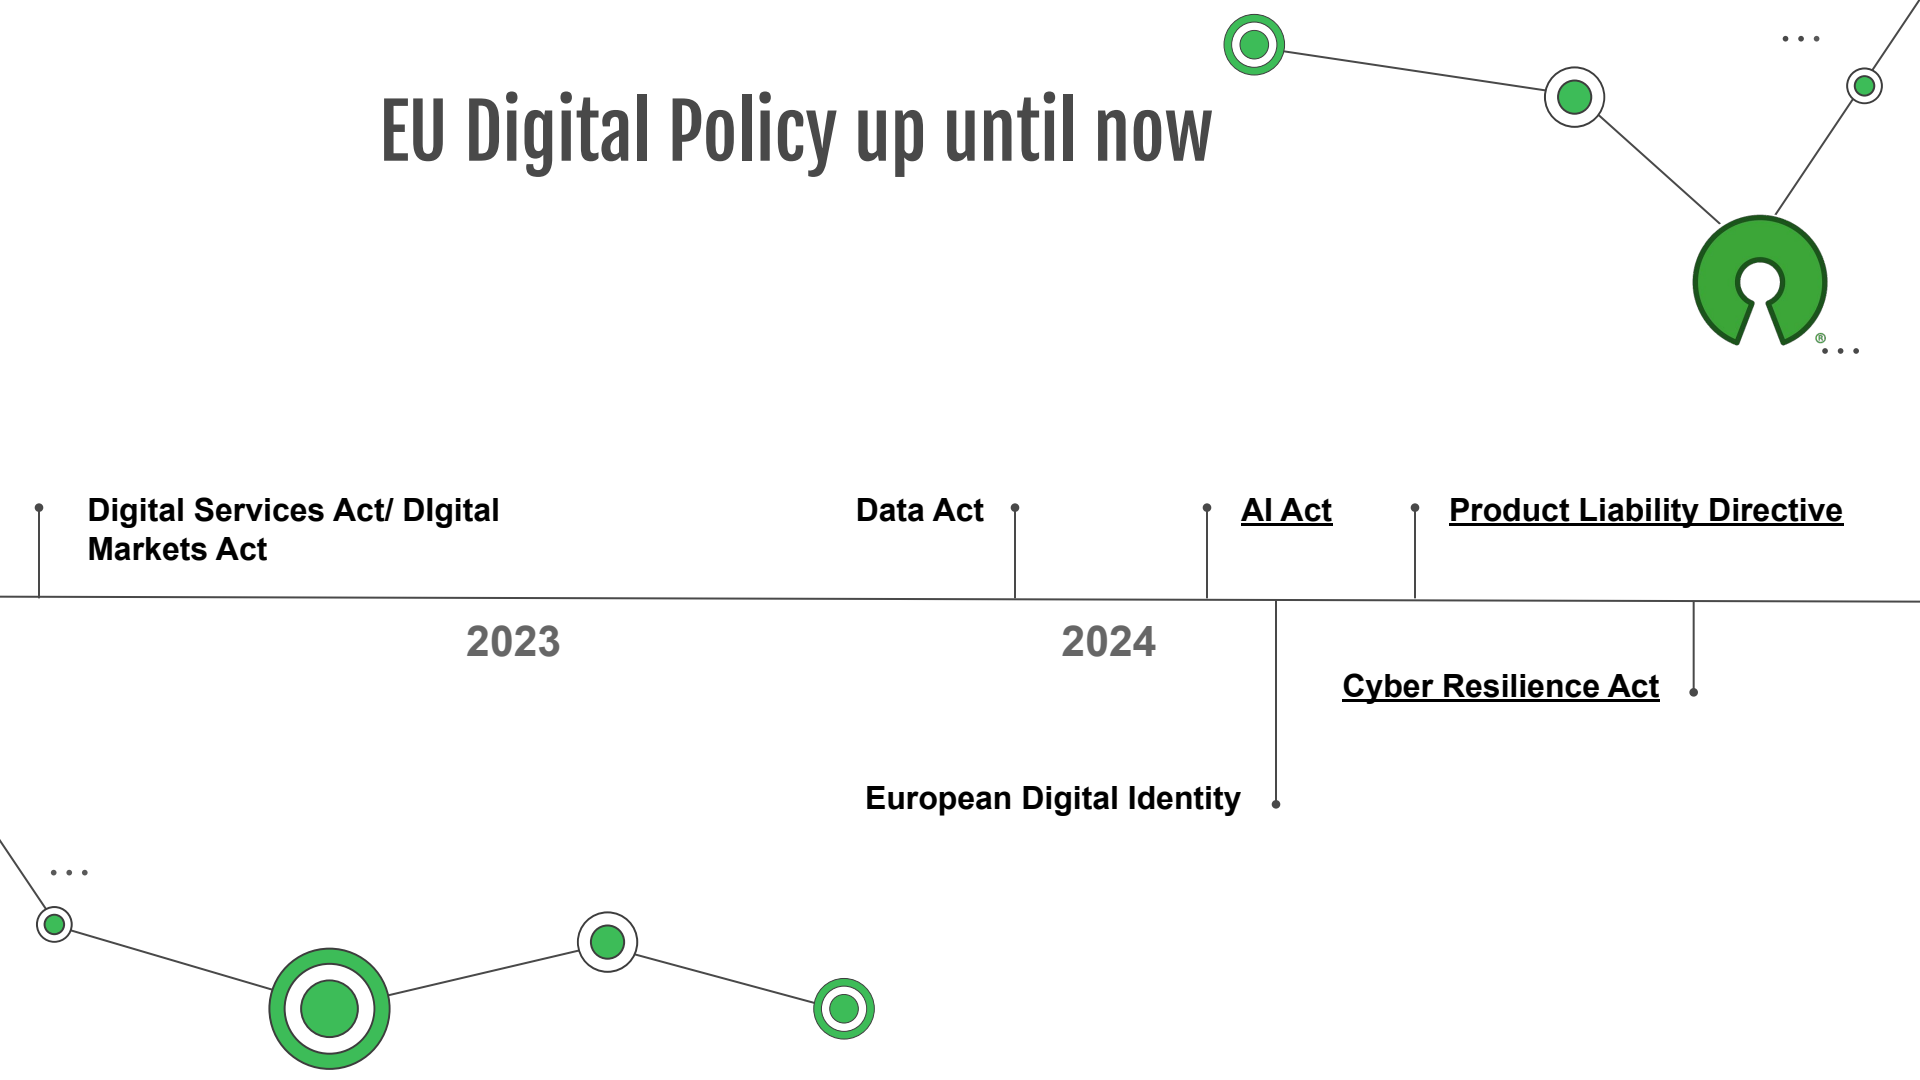 EU Digital Policy up until now
®
Digital Services Act/ DIgital
Markets Act
Data Act
AI Act
Product Liability Directive
2023
2024
Cyber Resilience Act
European Digital Identity